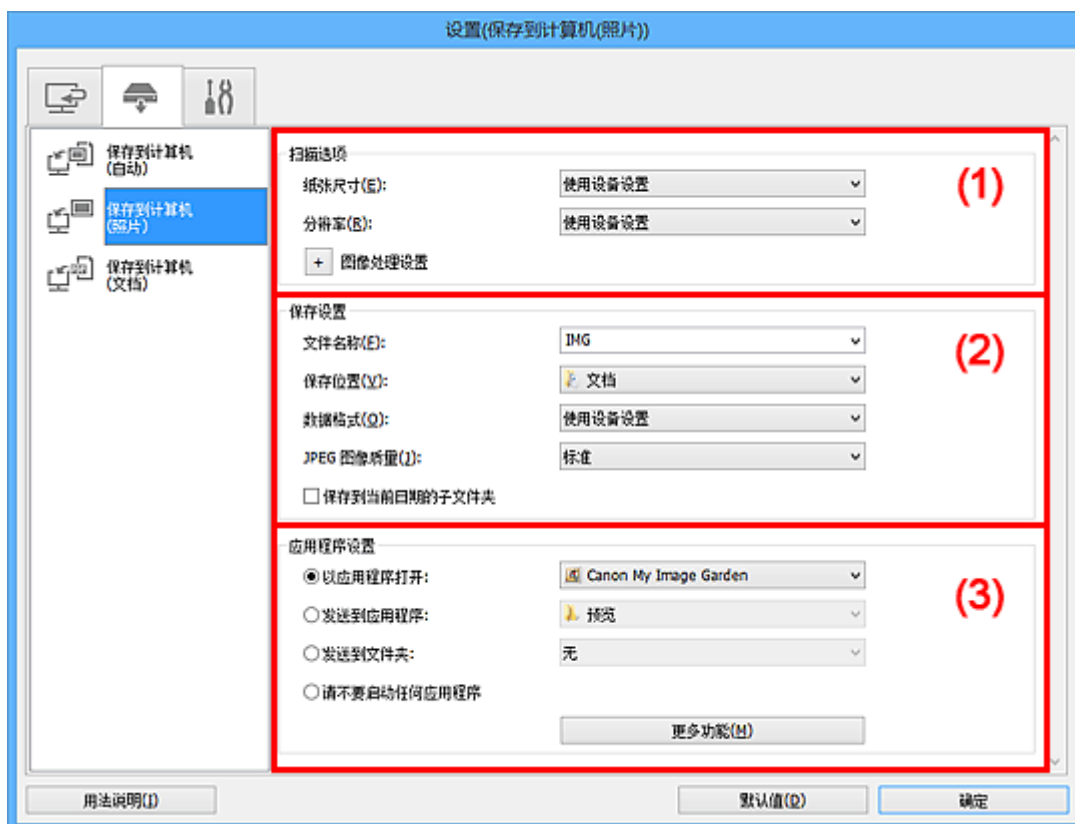 设置(保存到计算机(照片))
保存到计算机
(自动)
保存到计算机
(照片)
保存到计算机
(文档)
扫描选项
纸张尺寸(E): 使用设备设置
分辨率(R): 使用设备设置
+ 图像处理设置
(1)
保存设置
文件名称(F): IMG
保存位置(V): 文档
数据格式(O): 使用设备设置
JPEG 图像质量(J): 标准
保存到当前日期的子文件夹
(2)
应用程序设置
以应用程序打开: Canon My Image Garden
发送到应用程序: 预览
发送到文件夹: 无
请不要启动任何应用程序
更多功能(M)
(3)
用法说明(I) 默认值(D) 确定